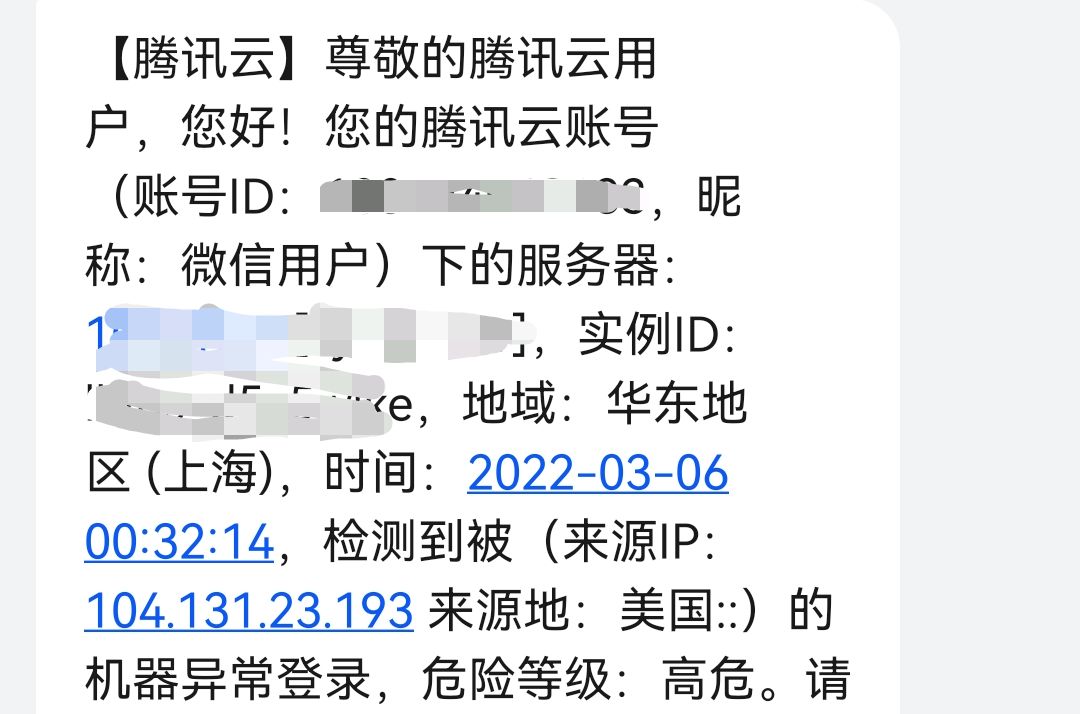 【腾讯云】尊敬的腾讯云用
户，您好！您的腾讯云账号
（账号ID：，昵
称：微信用户）下的服务器：
]，实例ID：
ke，地域：华东地
区 (上海)，时间：2022-03-06
00:32:14，检测到被（来源IP：
104.131.23.193 来源地：美国::）的
机器异常登录，危险等级：高危。请